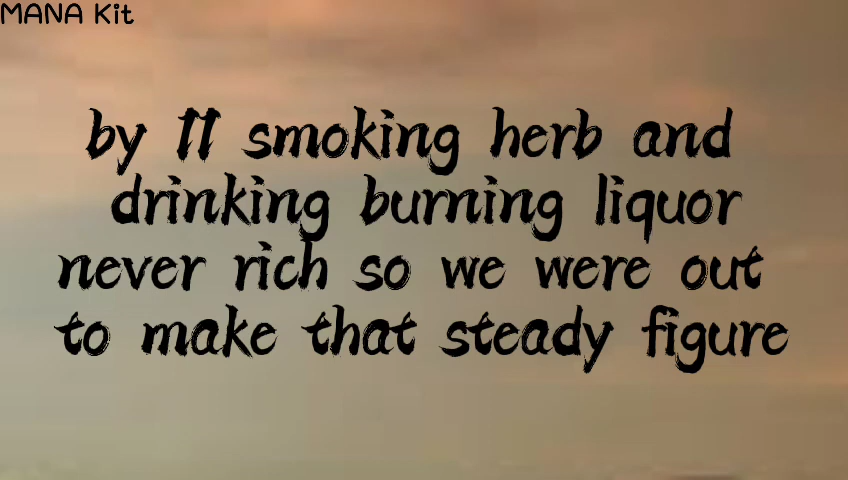 MANA Kit
by 11 smoking herb and
drinking burning liquor
never rich so we were out
to make that steady figure